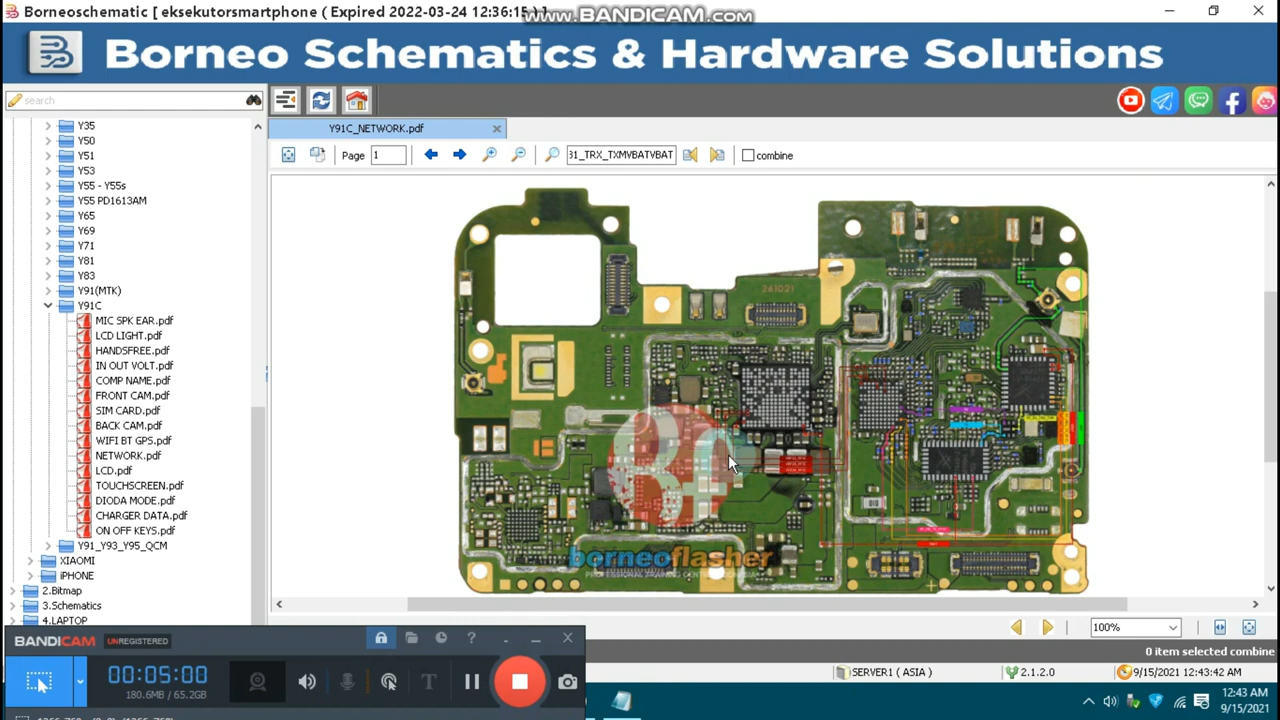 Borneoschematic [ eksekutorsmartphone ( Expired 2022-03-24 12:36:15 ) ]
www.BANDICAM.com
Borneo Schematics & Hardware Solutions
search
Y91C_NETWORK.pdf
Page 1
31_TRX_TXMVBATVBAT
combine
Y35
Y50
Y51
Y53
Y55 - Y55s
Y55 PD1613AM
Y65
Y69
Y71
Y81
Y83
Y91(MTK)
Y91C
MIC SPK EAR.pdf
LCD LIGHT.pdf
HANDSFREE.pdf
IN OUT VOLT.pdf
COMP NAME.pdf
FRONT CAM.pdf
SIM CARD.pdf
BACK CAM.pdf
WIFI BT GPS.pdf
NETWORK.pdf
LCD.pdf
TOUCHSCREEN.pdf
DIODA MODE.pdf
CHARGER DATA.pdf
ON OFF KEYS.pdf
Y91_Y93_Y95_QCM
XIAOMI
iPHONE
2.Bitmap
3.Schematics
4.LAPTOP
261021
borneoflasher
100%
0 item selected combine
SERVER1 ( ASIA )
2.1.2.0
9/15/2021 12:43:42 AM
BANDICAM UNREGISTERED
00:05:00
180.6MB / 65.2GB
12:43 AM
9/15/2021